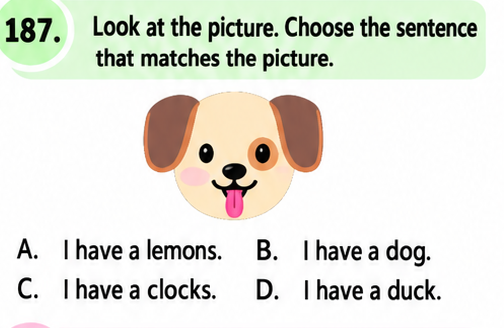 187. Look at the picture. Choose the sentence
that matches the picture.
A. I have a lemons. B. I have a dog.
C. I have a clocks. D. I have a duck.